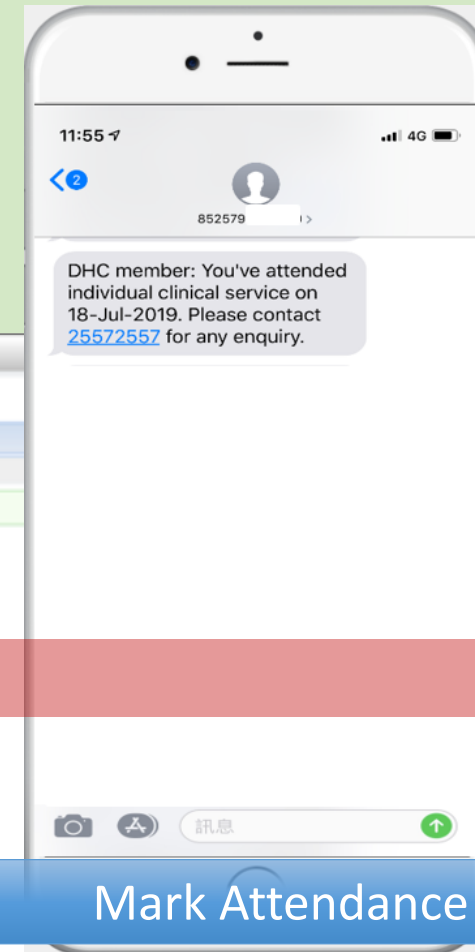 11:55
4G
2
852579
DHC member: You've attended
individual clinical service on
18-Jul-2019. Please contact
25572557 for any enquiry.
訊息
Mark Attendance